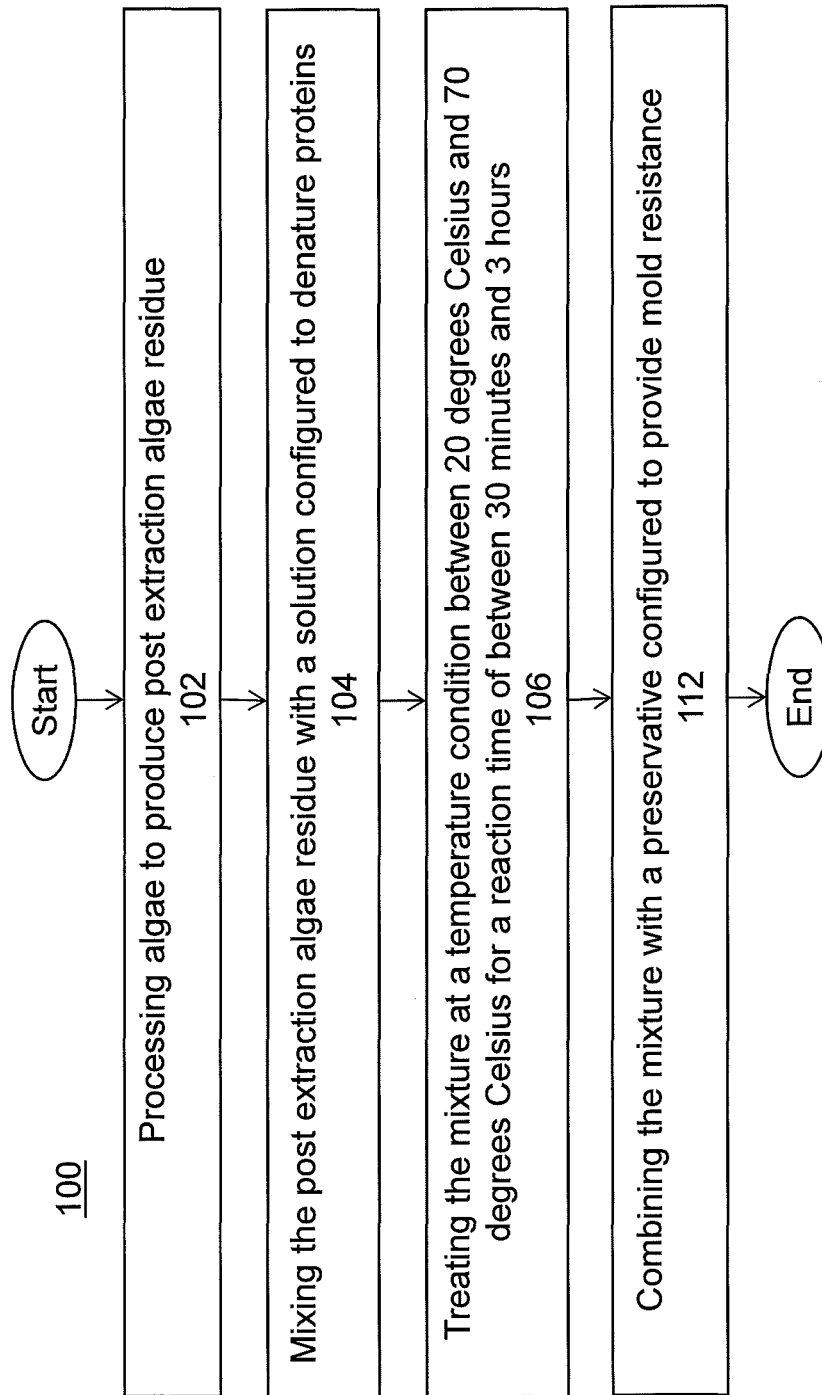 100
Start
Processing algae to produce post extraction algae residue
102
Mixing the post extraction algae residue with a solution configured to denature proteins
104
Treating the mixture at a temperature condition between 20 degrees Celsius and 70
degrees Celsius for a reaction time of between 30 minutes and 3 hours
106
Combining the mixture with a preservative configured to provide mold resistance
112
End